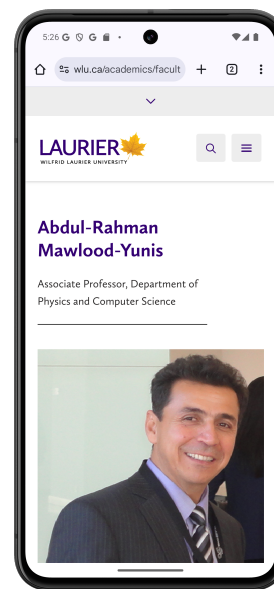 5:26 G G
wlu.ca/academics/facult
2
LAURIER
WILFRID LAURIER UNIVERSITY
Abdul-Rahman
Mawlood-Yunis
Associate Professor, Department of
Physics and Computer Science